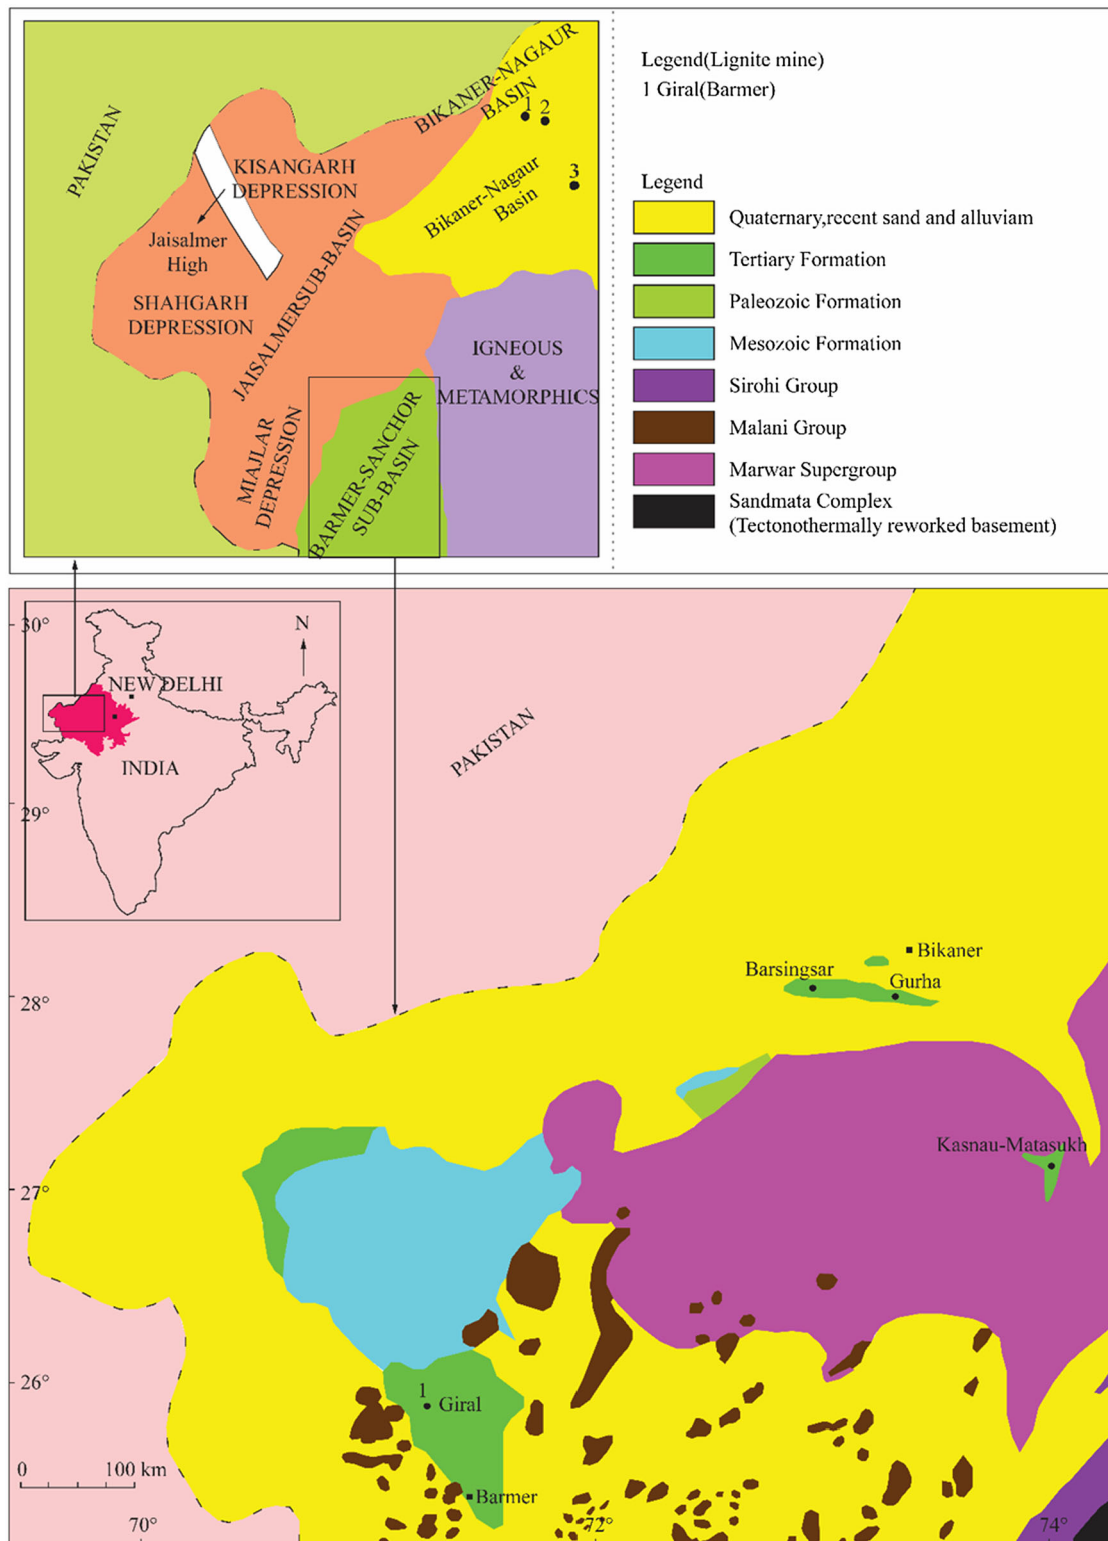 BIKANER-NAGAUR
BASIN
1
2
3
Bikaner-Nagaur
Basin
PAKISTAN
KISANGARH
DEPRESSION
Jaisalmer
High
SHAHGARH
DEPRESSION
JAISALMERSUB-BASIN
IGNEOUS
&
METAMORPHICS
MIAJLAR
DEPRESSION
BARMER-SANCHOR
SUB-BASIN
Legend(Lignite mine)
1 Giral(Barmer)
Legend
Quaternary,recent sand and alluviam
Tertiary Formation
Paleozoic Formation
Mesozoic Formation
Sirohi Group
Malani Group
Marwar Supergroup
Sandmata Complex
(Tectonothermally reworked basement)
30°
N
NEW DELHI
INDIA
PAKISTAN
29°
Bikaner
Barsingsar
Gurha
28°
Kasnau-Matasukh
27°
26°
1
Giral
0 100 km
Barmer
70°
72°
74°